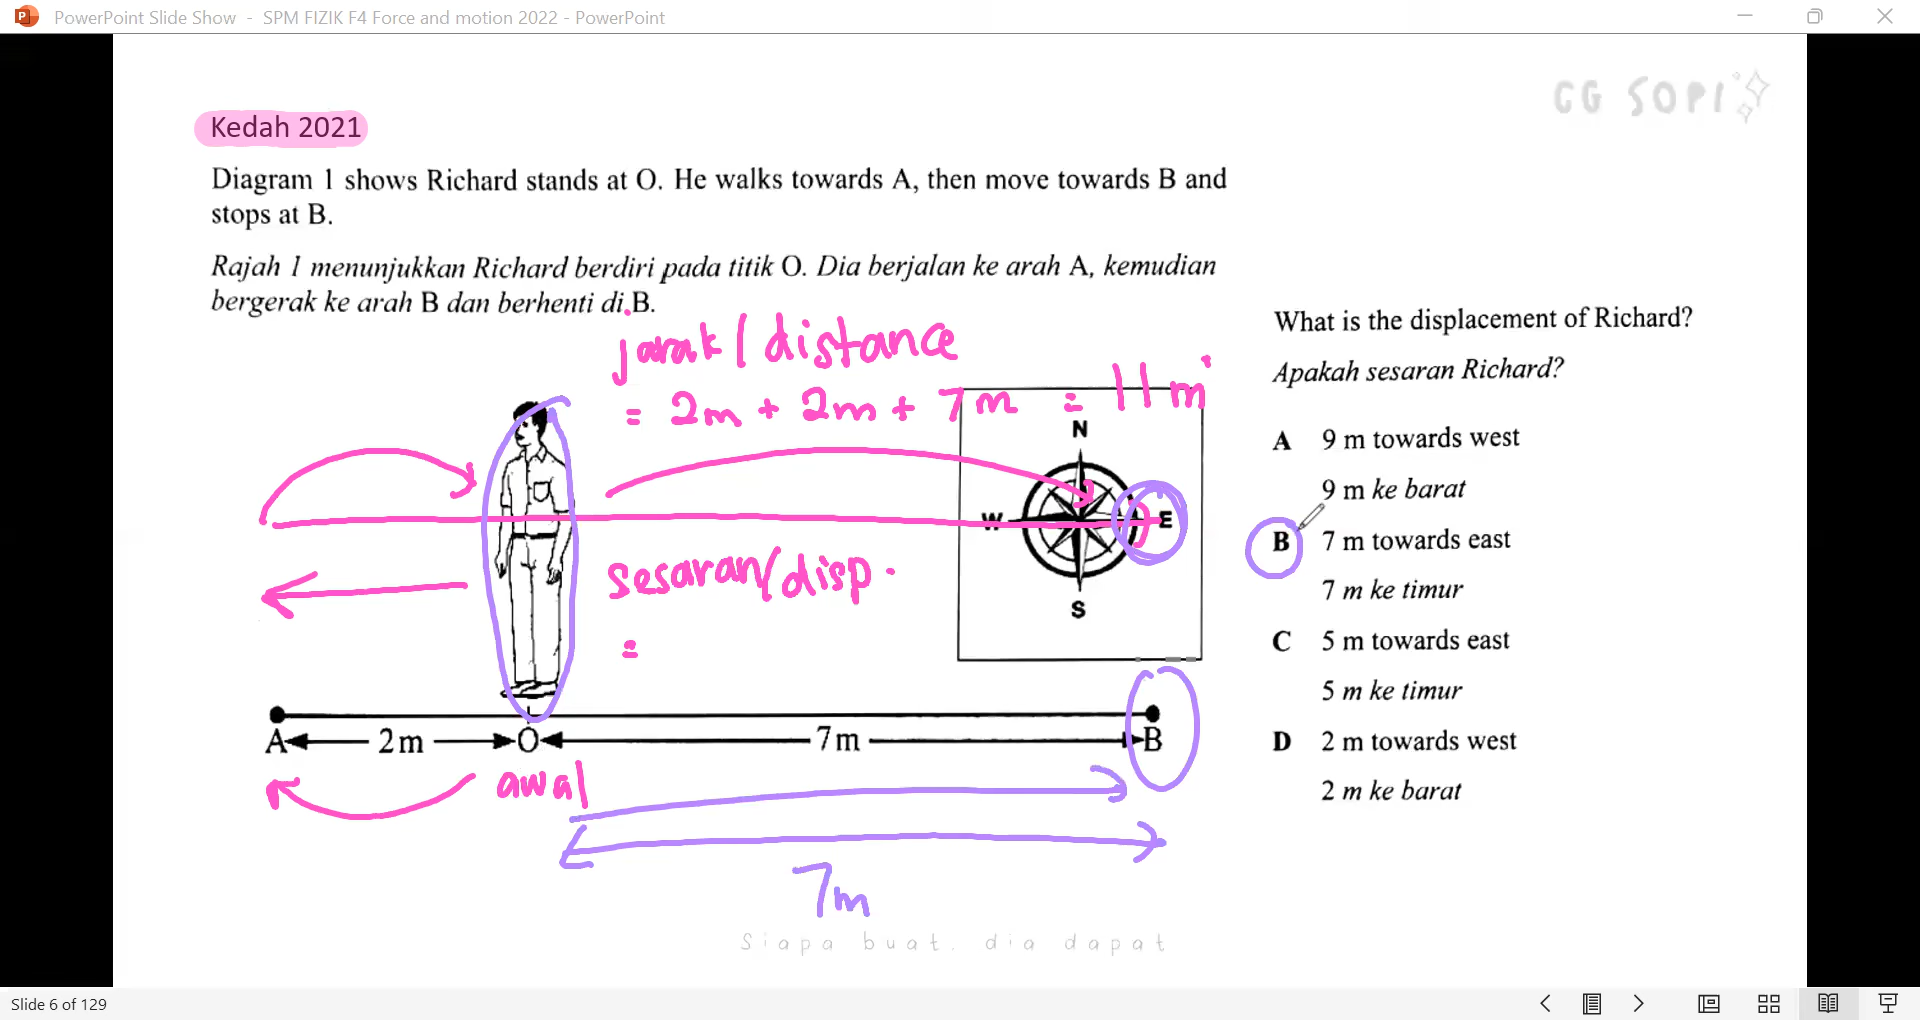 PowerPoint Slide Show - SPM FIZIK F4 Force and motion 2022 - PowerPoint
CG SOPI
Kedah 2021
Diagram 1 shows Richard stands at O. He walks towards A, then move towards B and
stops at B.
Rajah 1 menunjukkan Richard berdiri pada titik O. Dia berjalan ke arah A, kemudian
bergerak ke arah B dan berhenti di B.
jarak / distance
= 2m + 2m + 7m = 11m
N
W
E
S
sesaran/disp.
=
A 2 m O 7 m B
awal
7m
What is the displacement of Richard?
Apakah sesaran Richard?
A 9 m towards west
9 m ke barat
B 7 m towards east
7 m ke timur
C 5 m towards east
5 m ke timur
D 2 m towards west
2 m ke barat
Siapa buat. dia dapat
Slide 6 of 129